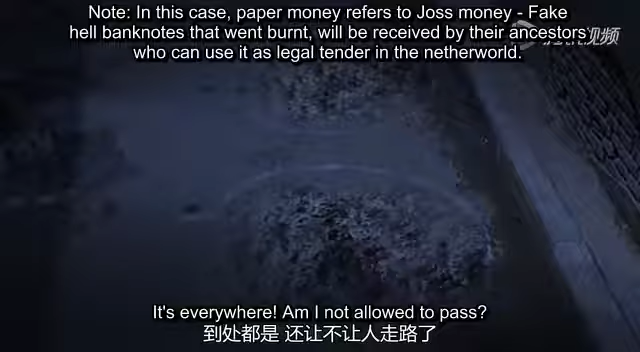 Note: In this case, paper money refers to Joss money - Fake
hell banknotes that went burnt, will be received by their ancestors
who can use it as legal tender in the netherworld.
视频
It's everywhere! Am I not allowed to pass?
到处都是 还让不让人走路了